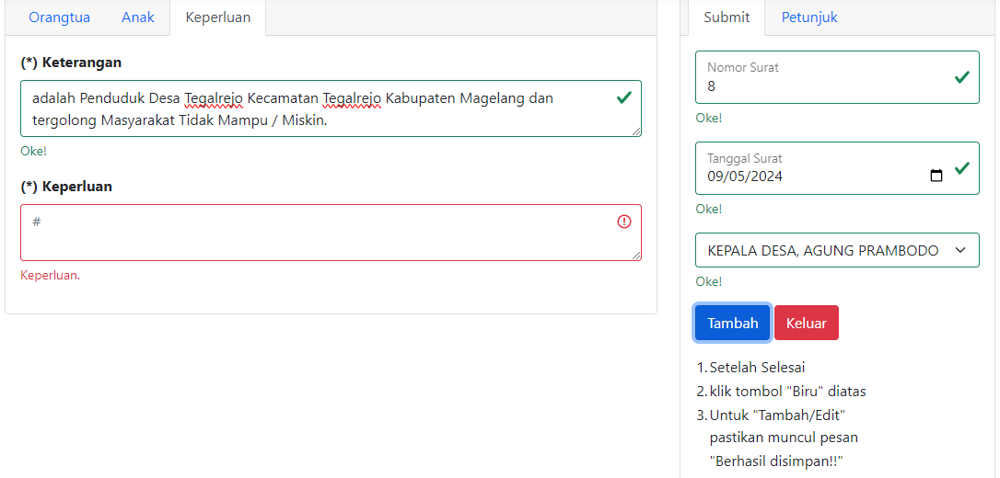 Orangtua Anak Keperluan
(*) Keterangan
adalah Penduduk Desa Tegalrejo Kecamatan Tegalrejo Kabupaten Magelang dan
tergolong Masyarakat Tidak Mampu / Miskin.
Oke!
(*) Keperluan
#
Keperluan.
Submit Petunjuk
Nomor Surat
8
Oke!
Tanggal Surat
09/05/2024
Oke!
KEPALA DESA, AGUNG PRAMBODO
Oke!
Tambah Keluar
1. Setelah Selesai
2. klik tombol "Biru" diatas
3. Untuk "Tambah/Edit"
pastikan muncul pesan
"Berhasil disimpan!!"